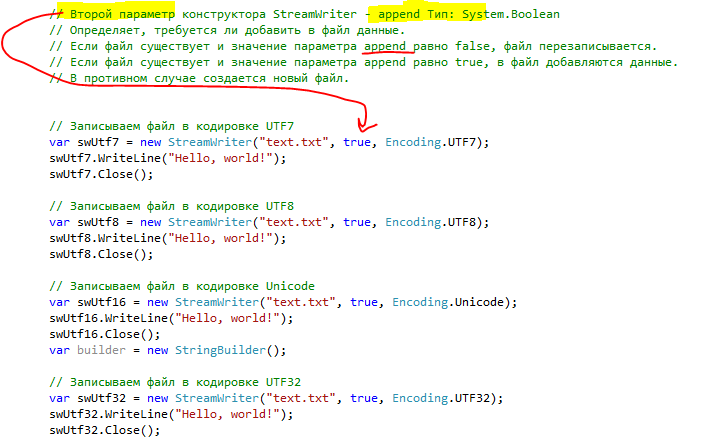 // Второй параметр конструктора StreamWriter - append Тип: System.Boolean
// Определяет, требуется ли добавить в файл данные.
// Если файл существует и значение параметра append равно false, файл перезаписывается.
// Если файл существует и значение параметра append равно true, в файл добавляются данные.
// В противном случае создается новый файл.
// Записываем файл в кодировке UTF7
var swUtf7 = new StreamWriter("text.txt", true, Encoding.UTF7);
swUtf7.WriteLine("Hello, world!");
swUtf7.Close();
// Записываем файл в кодировке UTF8
var swUtf8 = new StreamWriter("text.txt", true, Encoding.UTF8);
swUtf8.WriteLine("Hello, world!");
swUtf8.Close();
// Записываем файл в кодировке Unicode
var swUtf16 = new StreamWriter("text.txt", true, Encoding.Unicode);
swUtf16.WriteLine("Hello, world!");
swUtf16.Close();
var builder = new StringBuilder();
// Записываем файл в кодировке UTF32
var swUtf32 = new StreamWriter("text.txt", true, Encoding.UTF32);
swUtf32.WriteLine("Hello, world!");
swUtf32.Close();